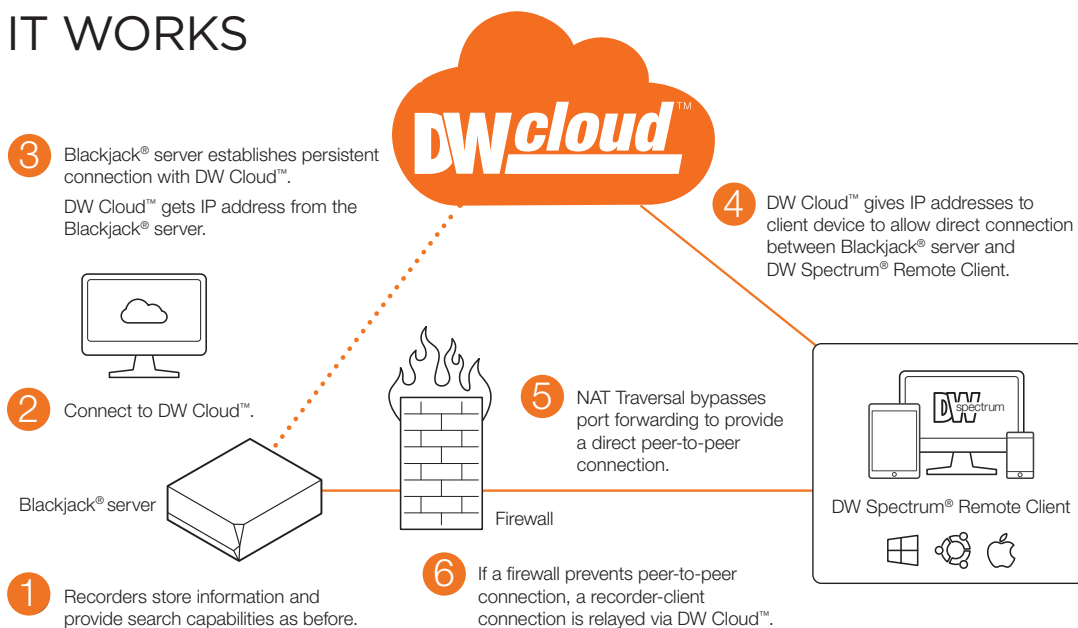 IT WORKS
DWcloud™
3
Blackjack® server establishes persistent
connection with DW Cloud™.
DW Cloud™ gets IP address from the
Blackjack® server.
4
DW Cloud™ gives IP addresses to
client device to allow direct connection
between Blackjack® server and
DW Spectrum® Remote Client.
2
Connect to DW Cloud™.
5
NAT Traversal bypasses
port forwarding to provide
a direct peer-to-peer
connection.
DW spectrum
Blackjack® server
Firewall
DW Spectrum® Remote Client
1
Recorders store information and
provide search capabilities as before.
6
If a firewall prevents peer-to-peer
connection, a recorder-client
connection is relayed via DW Cloud™.